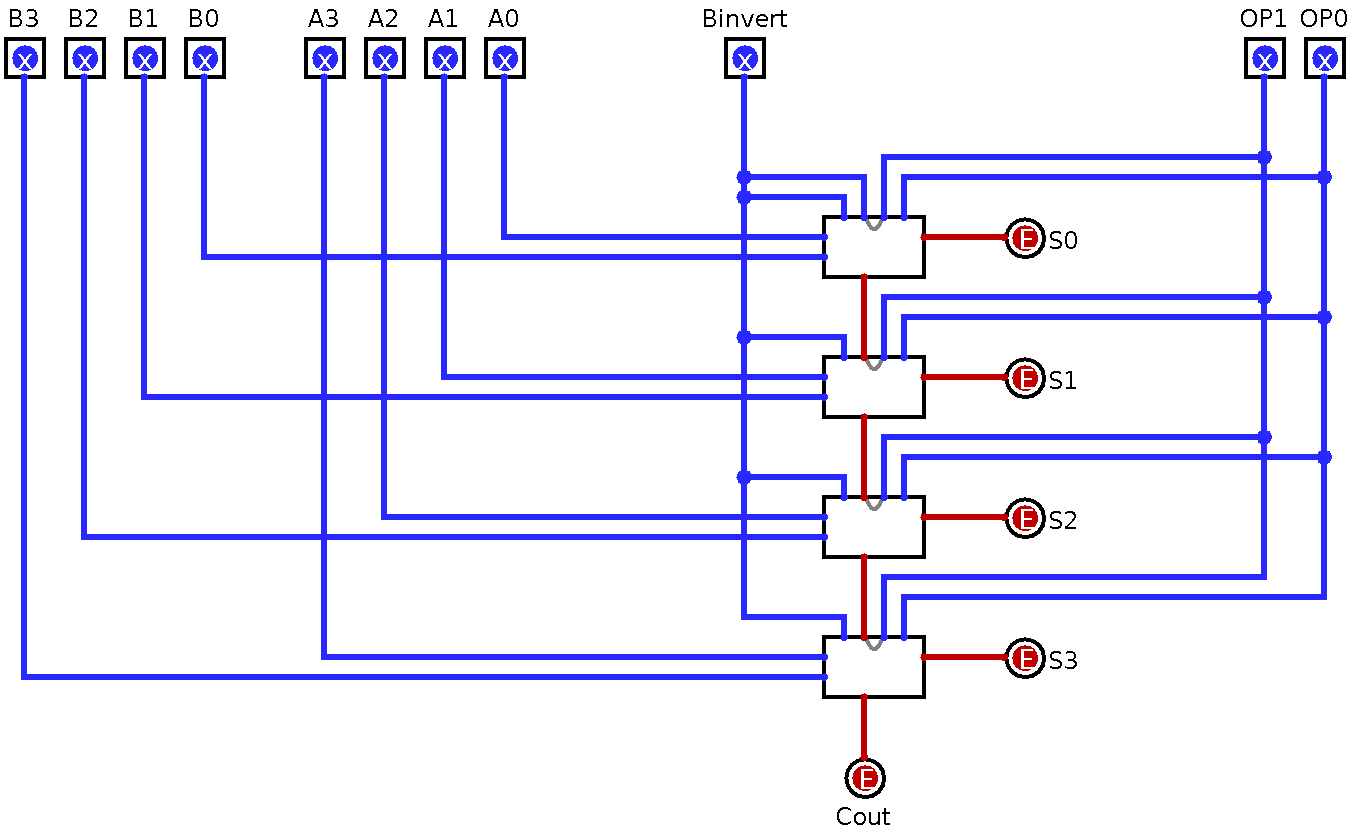 B3 B2 B1 B0 A3 A2 A1 A0 Binvert OP1 OP0
x x x x x x x x x x x
E S0
E S1
E S2
E S3
E
Cout